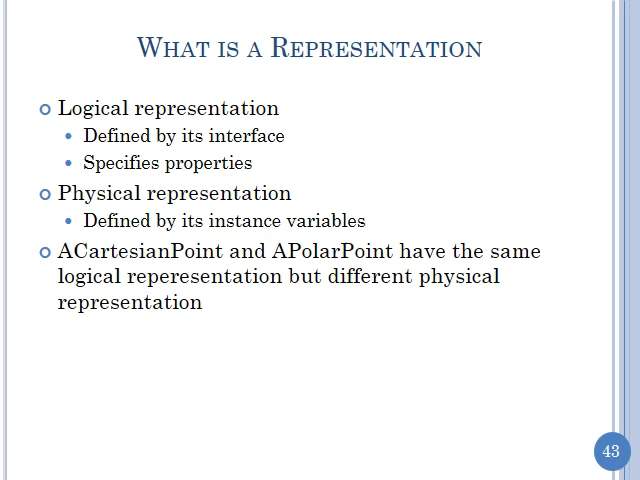 WHAT IS A REPRESENTATION
Logical representation
Defined by its interface
Specifies properties
Physical representation
Defined by its instance variables
ACartesianPoint and APolarPoint have the same
logical reperesentation but different physical
representation
43